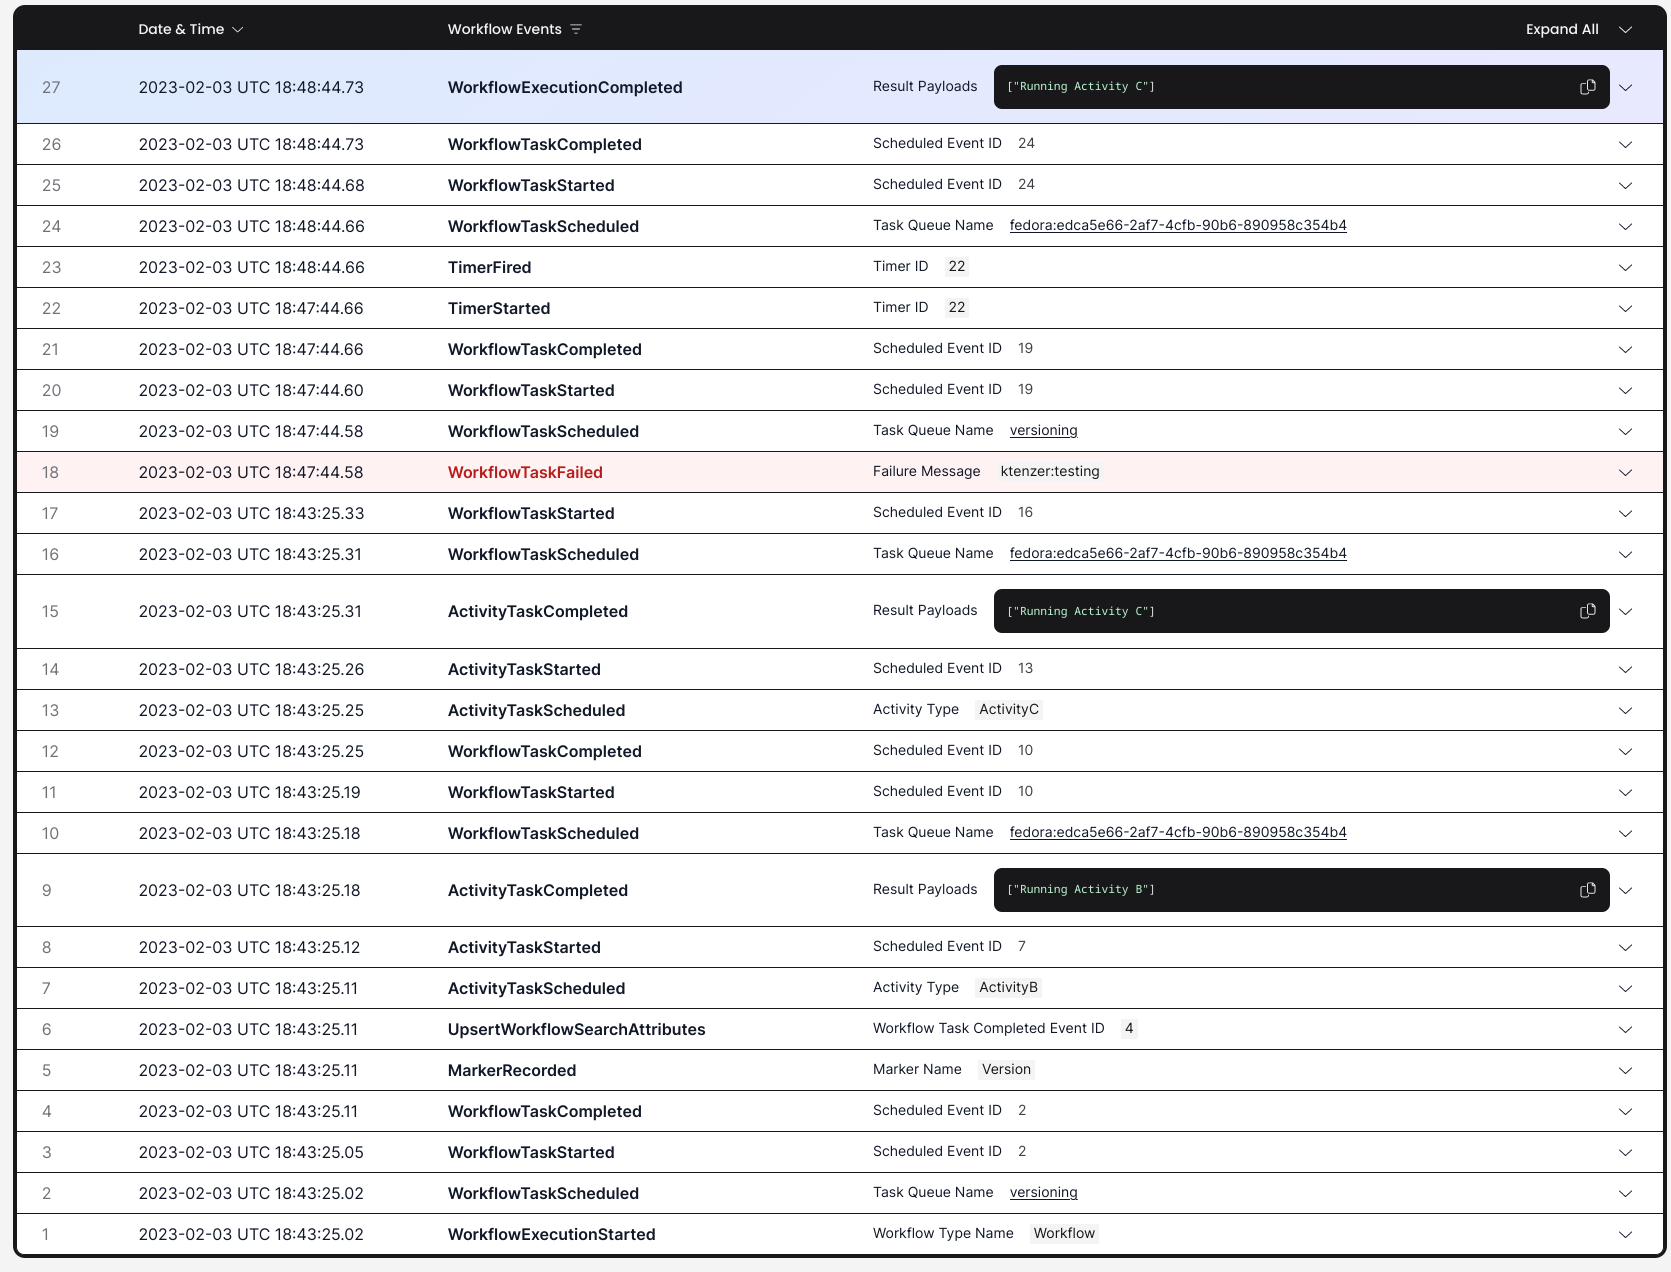 Date & Time Workflow Events Expand All
27 2023-02-03 UTC 18:48:44.73 WorkflowExecutionCompleted Result Payloads ["Running Activity C"]
26 2023-02-03 UTC 18:48:44.73 WorkflowTaskCompleted Scheduled Event ID 24
25 2023-02-03 UTC 18:48:44.68 WorkflowTaskStarted Scheduled Event ID 24
24 2023-02-03 UTC 18:48:44.66 WorkflowTaskScheduled Task Queue Name fedora:edca5e66-2af7-4cfb-90b6-890958c354b4
23 2023-02-03 UTC 18:48:44.66 TimerFired Timer ID 22
22 2023-02-03 UTC 18:47:44.66 TimerStarted Timer ID 22
21 2023-02-03 UTC 18:47:44.66 WorkflowTaskCompleted Scheduled Event ID 19
20 2023-02-03 UTC 18:47:44.60 WorkflowTaskStarted Scheduled Event ID 19
19 2023-02-03 UTC 18:47:44.58 WorkflowTaskScheduled Task Queue Name versioning
18 2023-02-03 UTC 18:47:44.58 WorkflowTaskFailed Failure Message ktenzer:testing
17 2023-02-03 UTC 18:43:25.33 WorkflowTaskStarted Scheduled Event ID 16
16 2023-02-03 UTC 18:43:25.31 WorkflowTaskScheduled Task Queue Name fedora:edca5e66-2af7-4cfb-90b6-890958c354b4
15 2023-02-03 UTC 18:43:25.31 ActivityTaskCompleted Result Payloads ["Running Activity C"]
14 2023-02-03 UTC 18:43:25.26 ActivityTaskStarted Scheduled Event ID 13
13 2023-02-03 UTC 18:43:25.25 ActivityTaskScheduled Activity Type ActivityC
12 2023-02-03 UTC 18:43:25.25 WorkflowTaskCompleted Scheduled Event ID 10
11 2023-02-03 UTC 18:43:25.19 WorkflowTaskStarted Scheduled Event ID 10
10 2023-02-03 UTC 18:43:25.18 WorkflowTaskScheduled Task Queue Name fedora:edca5e66-2af7-4cfb-90b6-890958c354b4
9 2023-02-03 UTC 18:43:25.18 ActivityTaskCompleted Result Payloads ["Running Activity B"]
8 2023-02-03 UTC 18:43:25.12 ActivityTaskStarted Scheduled Event ID 7
7 2023-02-03 UTC 18:43:25.11 ActivityTaskScheduled Activity Type ActivityB
6 2023-02-03 UTC 18:43:25.11 UpsertWorkflowSearchAttributes Workflow Task Completed Event ID 4
5 2023-02-03 UTC 18:43:25.11 MarkerRecorded Marker Name Version
4 2023-02-03 UTC 18:43:25.11 WorkflowTaskCompleted Scheduled Event ID 2
3 2023-02-03 UTC 18:43:25.05 WorkflowTaskStarted Scheduled Event ID 2
2 2023-02-03 UTC 18:43:25.02 WorkflowTaskScheduled Task Queue Name versioning
1 2023-02-03 UTC 18:43:25.02 WorkflowExecutionStarted Workflow Type Name Workflow